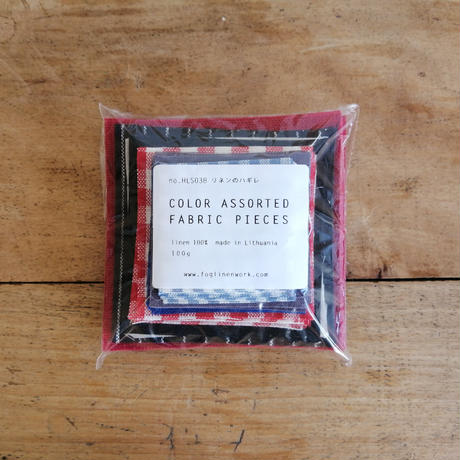 no.HLS038 リネンのハギレ
COLOR ASSORTED
FABRIC PIECES
linen 100% made in Lithuania
100g
www.foglinenwork.com